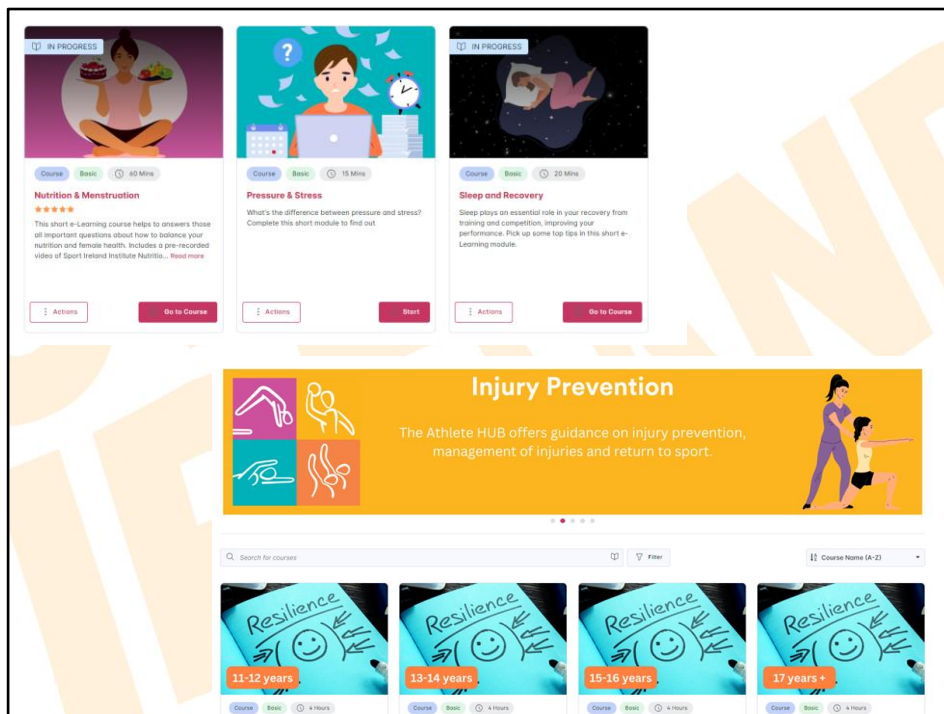 IN PROGRESS
IN PROGRESS
?
Course Basic 60 Mins
Course Basic 15 Mins
Course Basic 20 Mins
Nutrition & Menstruation
This short e-Learning course helps to answers those
all important questions about how to balance your
nutrition and female health. Includes a pre-recorded
video of Sport Ireland Institute Nutritio... Read more
Pressure & Stress
What's the difference between pressure and stress?
Complete this short module to find out
Sleep and Recovery
Sleep plays an essential role in your recovery from
training and competition, improving your
performance. Pick up some top tips in this short e-
Learning module.
Actions Go to Course
Actions Start
Actions Go to Course
Injury Prevention
The Athlete HUB offers guidance on injury prevention,
management of injuries and return to sport.
Search for courses Filter Course Name (A-Z)
Resilience
11-12 years
Course Basic 4 Hours
Resilience
13-14 years
Course Basic 4 Hours
Resilience
15-16 years
Course Basic 4 Hours
Resilience
17 years +
Course Basic 4 Hours